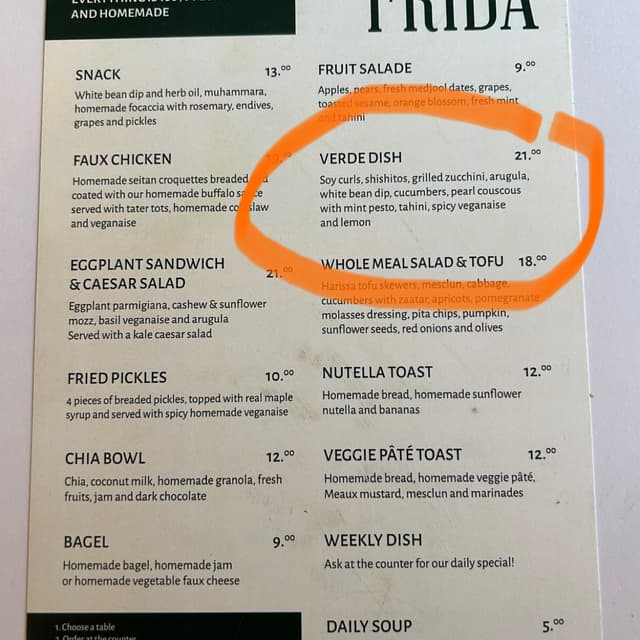 AND HOMEMADE
FRIDA
SNACK 13.00
White bean dip and herb oil, muhammara,
homemade focaccia with rosemary, endives,
grapes and pickles
FAUX CHICKEN
Homemade seitan croquettes breaded
coated with our homemade buffalo sauce
served with tater tots, homemade coleslaw
and veganaise
EGGPLANT SANDWICH
& CAESAR SALAD 21.00
Eggplant parmigiana, cashew & sunflower
mozz, basil veganaise and arugula
Served with a kale caesar salad
FRIED PICKLES 10.00
4 pieces of breaded pickles, topped with real maple
syrup and served with spicy homemade veganaise
CHIA BOWL 12.00
Chia, coconut milk, homemade granola, fresh
fruits, jam and dark chocolate
BAGEL 9.00
Homemade bagel, homemade jam
or homemade vegetable faux cheese
1. Choose a table
2. Order at the counter
FRUIT SALADE 9.00
Apples, pears, fresh medjool dates, grapes,
toasted sesame, orange blossom, fresh mint
and tahini
VERDE DISH 21.00
Soy curls, shishitos, grilled zucchini, arugula,
white bean dip, cucumbers, pearl couscous
with mint pesto, tahini, spicy veganaise
and lemon
WHOLE MEAL SALAD & TOFU 18.00
Harissa tofu skewers, mesclun, cabbage,
cucumbers with zaatar, apricots, pomegranate
molasses dressing, pita chips, pumpkin,
sunflower seeds, red onions and olives
NUTELLA TOAST 12.00
Homemade bread, homemade sunflower
nutella and bananas
VEGGIE PÂTÉ TOAST 12.00
Homemade bread, homemade veggie pâté,
Meaux mustard, mesclun and marinades
WEEKLY DISH
Ask at the counter for our daily special!
DAILY SOUP 5.00